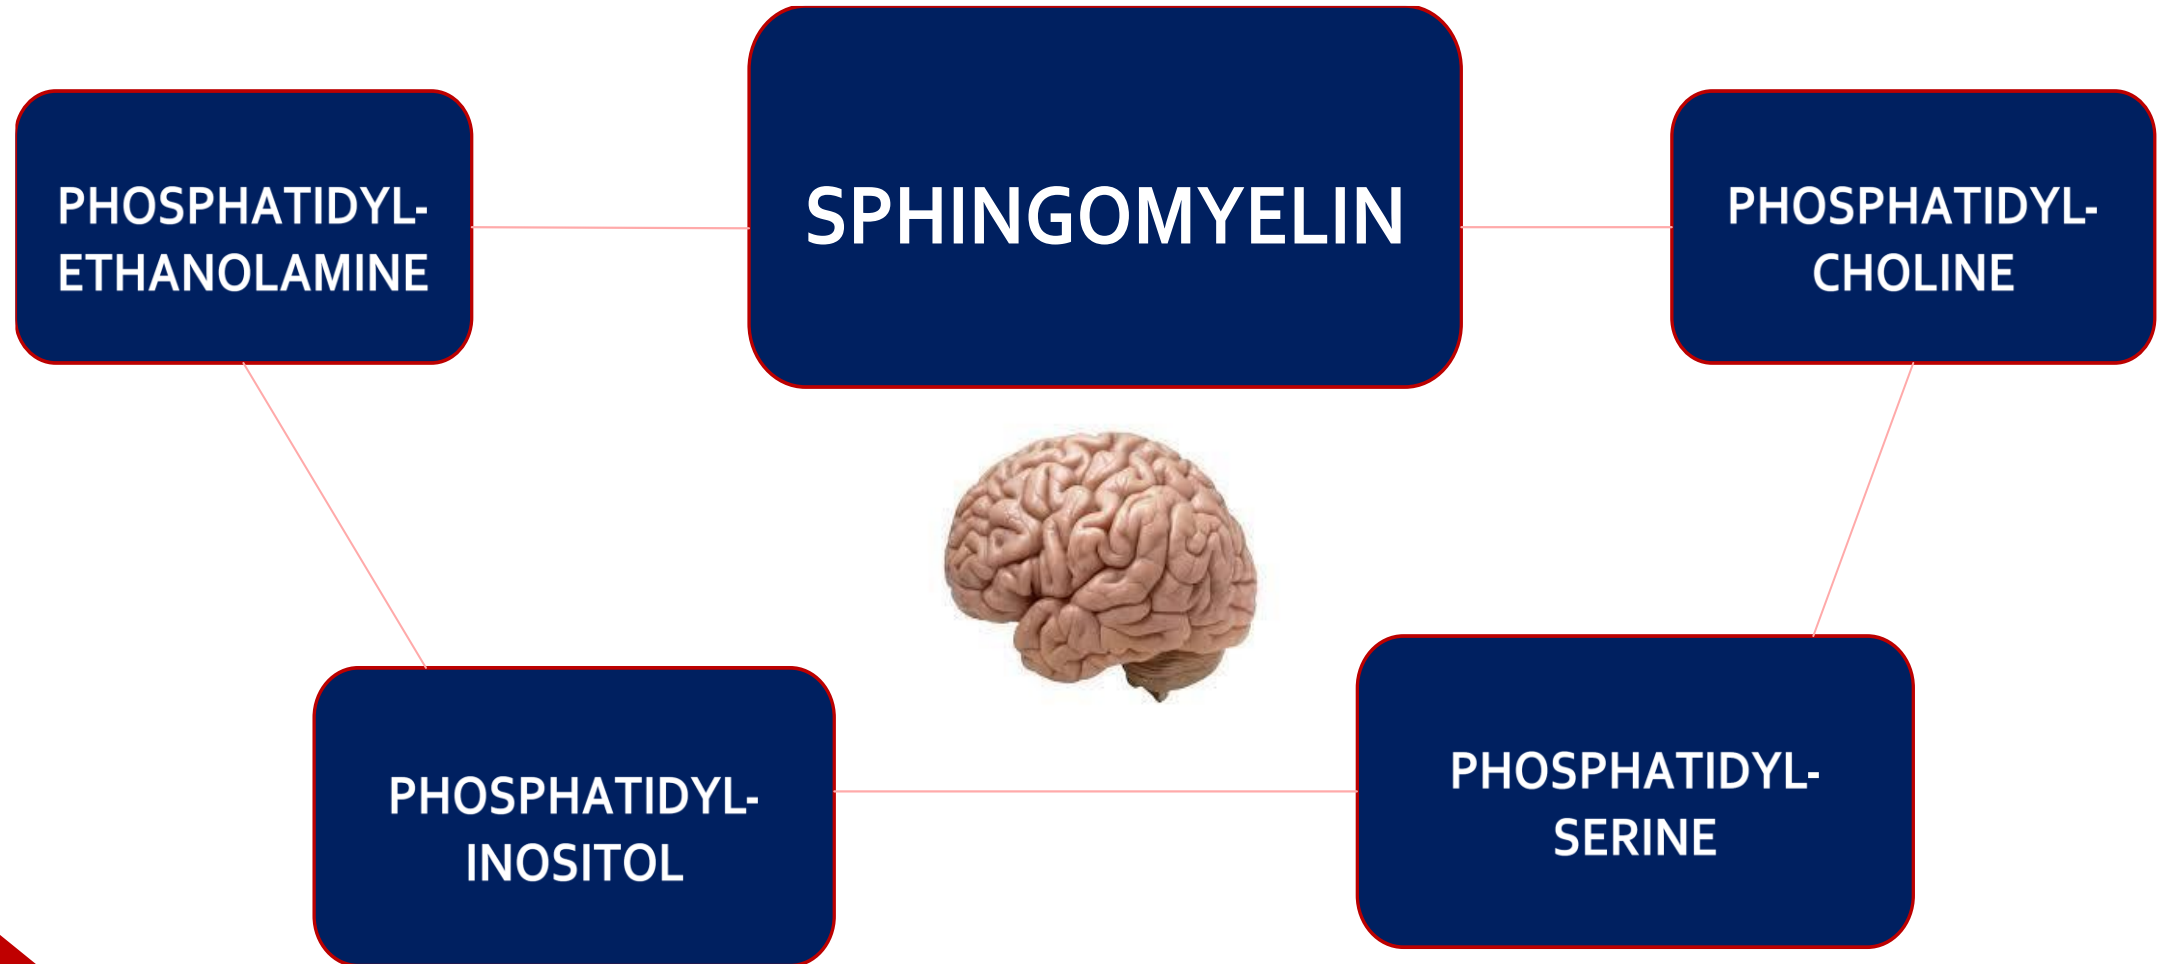 SPHINGOMYELIN
PHOSPHATIDYL-
ETHANOLAMINE
PHOSPHATIDYL-
CHOLINE
PHOSPHATIDYL-
INOSITOL
PHOSPHATIDYL-
SERINE